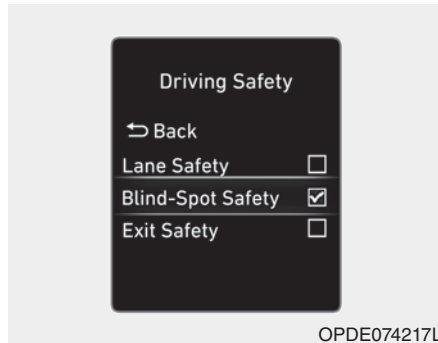 Driving Safety
Back
Lane Safety
Blind-Spot Safety
Exit Safety
OPDE074217L